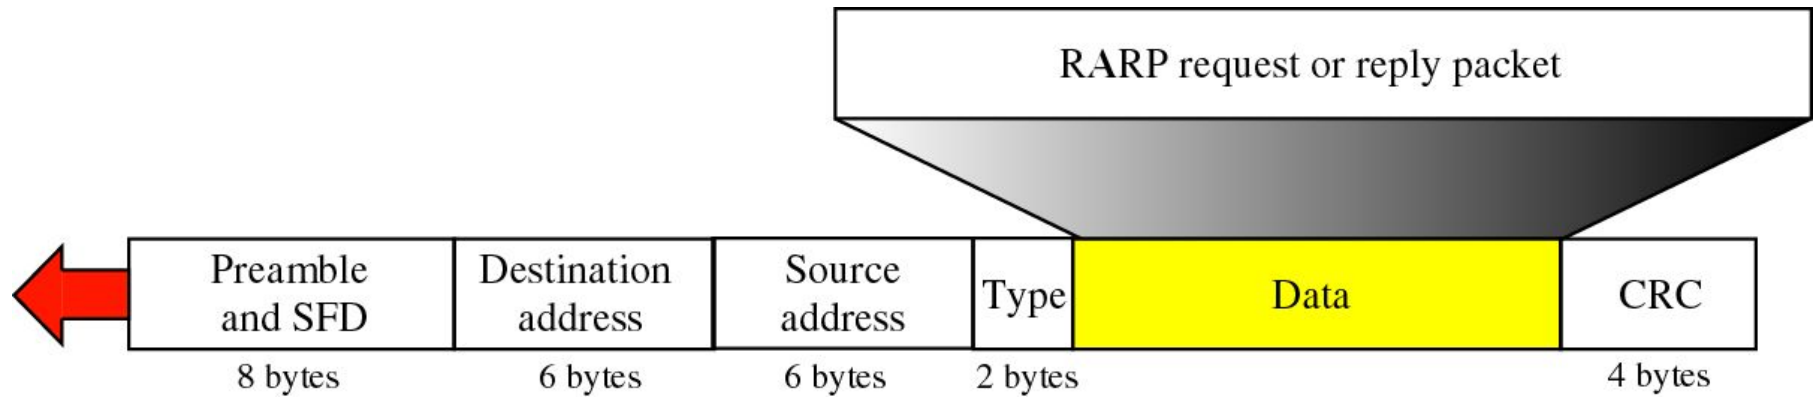 RARP request or reply packet
Preamble
and SFD
Destination
address
Source
address
Type
Data
CRC
8 bytes
6 bytes
6 bytes
2 bytes
4 bytes